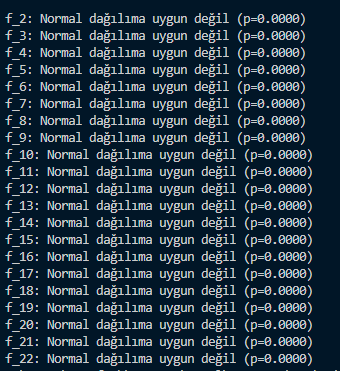 f_2: Normal dağılıma uygun değil (p=0.0000)
f_3: Normal dağılıma uygun değil (p=0.0000)
f_4: Normal dağılıma uygun değil (p=0.0000)
f_5: Normal dağılıma uygun değil (p=0.0000)
f_6: Normal dağılıma uygun değil (p=0.0000)
f_7: Normal dağılıma uygun değil (p=0.0000)
f_8: Normal dağılıma uygun değil (p=0.0000)
f_9: Normal dağılıma uygun değil (p=0.0000)
f_10: Normal dağılıma uygun değil (p=0.0000)
f_11: Normal dağılıma uygun değil (p=0.0000)
f_12: Normal dağılıma uygun değil (p=0.0000)
f_13: Normal dağılıma uygun değil (p=0.0000)
f_14: Normal dağılıma uygun değil (p=0.0000)
f_15: Normal dağılıma uygun değil (p=0.0000)
f_16: Normal dağılıma uygun değil (p=0.0000)
f_17: Normal dağılıma uygun değil (p=0.0000)
f_18: Normal dağılıma uygun değil (p=0.0000)
f_19: Normal dağılıma uygun değil (p=0.0000)
f_20: Normal dağılıma uygun değil (p=0.0000)
f_21: Normal dağılıma uygun değil (p=0.0000)
f_22: Normal dağılıma uygun değil (p=0.0000)